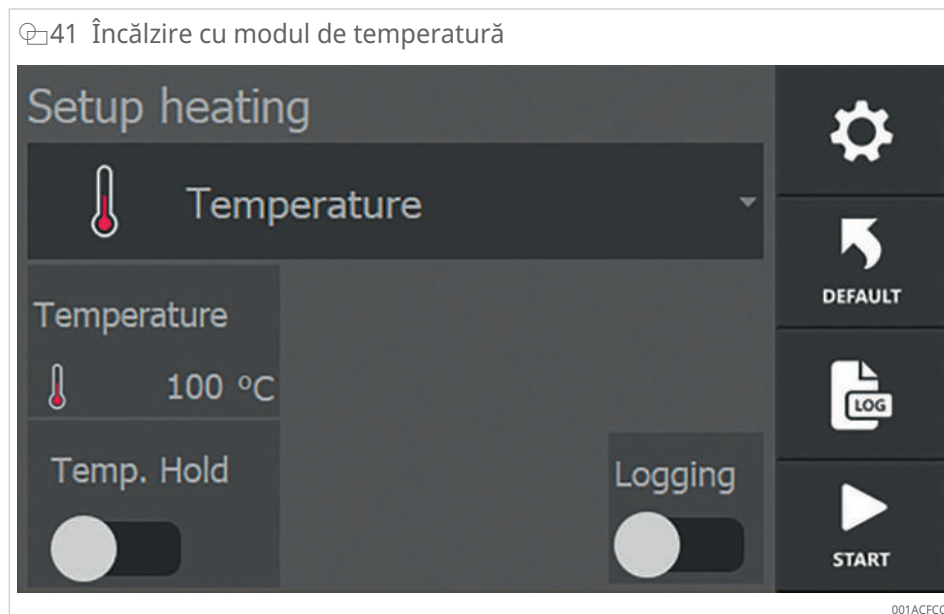 41 Încălzire cu modul de temperatură
Setup heating
Temperature
DEFAULT
Temperature
100 °C
LOG
Temp. Hold
Logging
START
001ACFCC